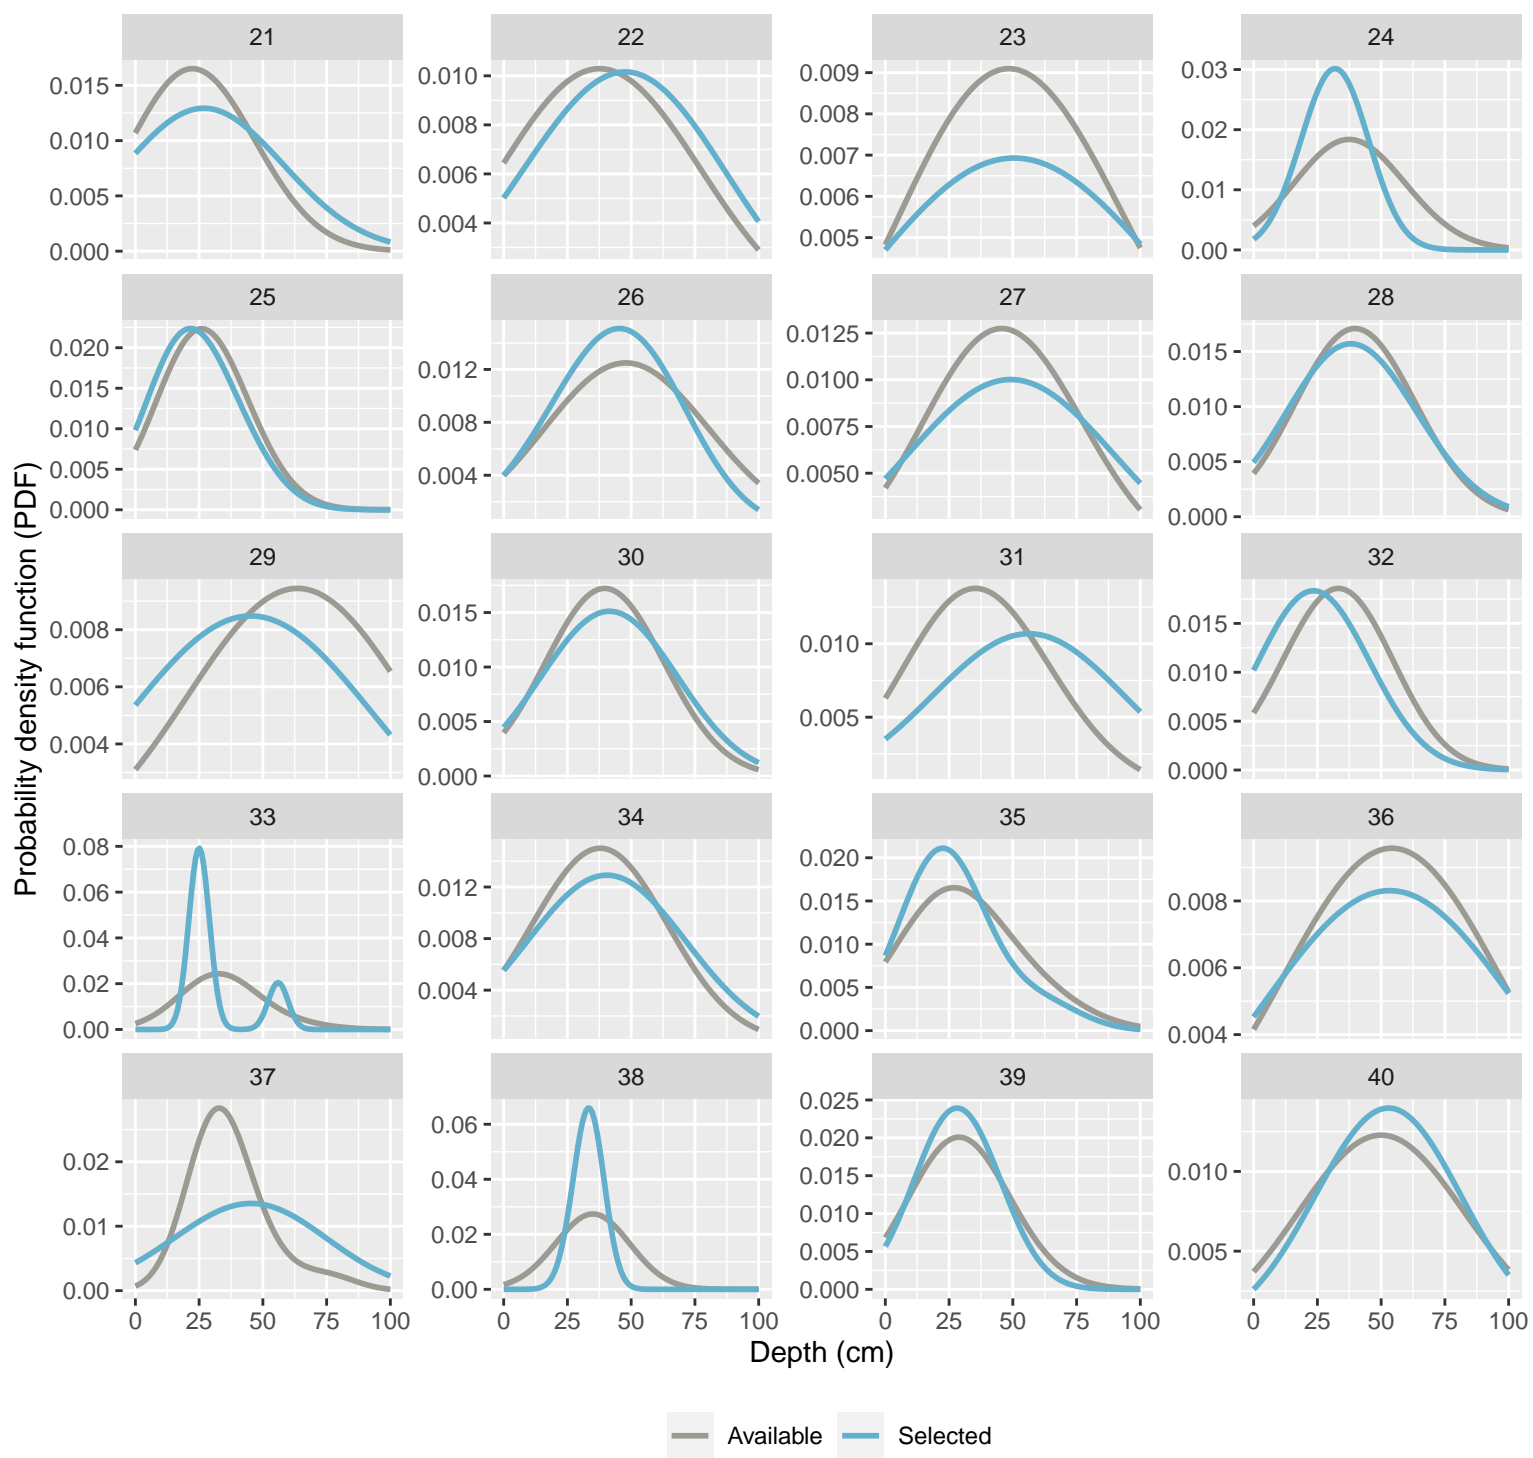 21 22 23 24
0.015 0.010 0.009 0.03
0.010 0.008 0.008 0.02
0.005 0.006 0.007 0.01
0.000 0.004 0.006 0.00
0.005
25 26 27 28
0.020 0.012 0.0125 0.015
0.015 0.008 0.0100 0.010
0.010 0.004 0.0075 0.005
0.005 0.0050 0.000
0.000
Probability density function (PDF)
29 30 31 32
0.008 0.015 0.010 0.015
0.006 0.010 0.005 0.010
0.004 0.005 0.005
0.000 0.000
33 34 35 36
0.08 0.012 0.020 0.008
0.06 0.008 0.015 0.006
0.04 0.004 0.010 0.004
0.02 0.005
0.00 0.000
37 38 39 40
0.02 0.06 0.025 0.010
0.01 0.04 0.020 0.005
0.00 0.02 0.015
0.00 0.010
0.005
0.000
0 25 50 75 100 0 25 50 75 100 0 25 50 75 100 0 25 50 75 100
Depth (cm)
Available Selected